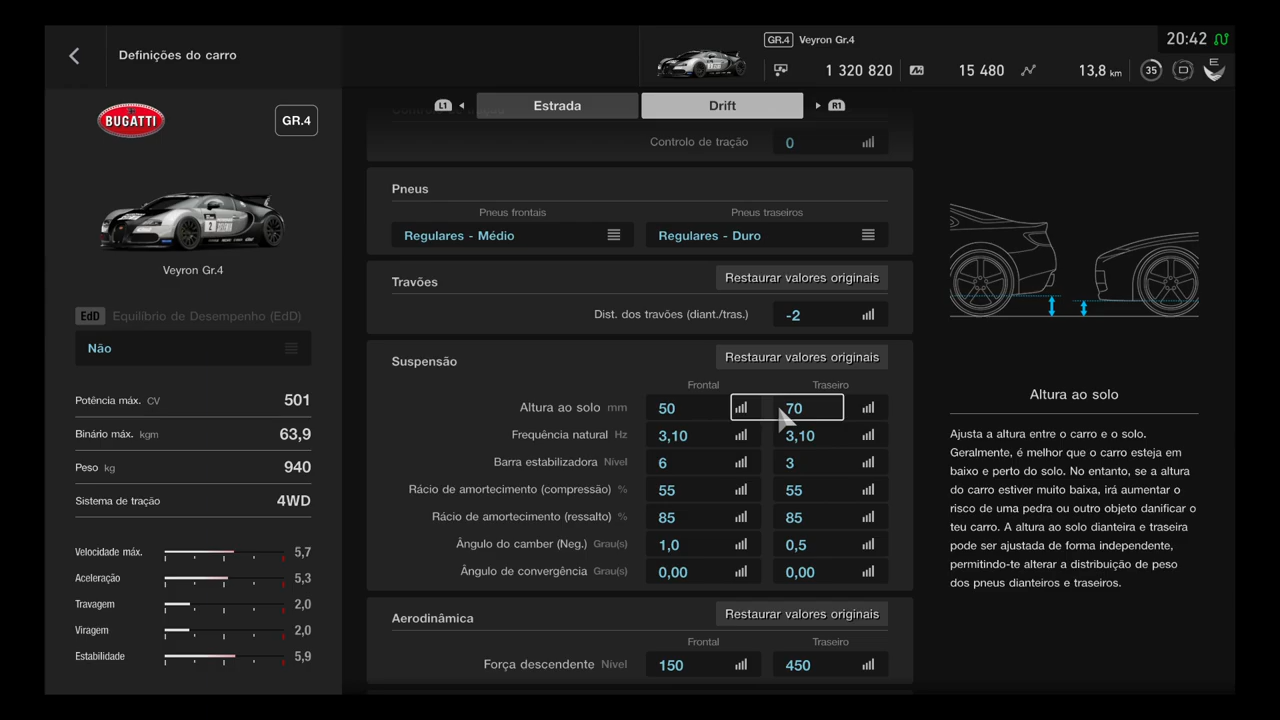 Definições do carro
GR.4 Veyron Gr.4
20:42
1 320 820
15 480
13,8 km
35
BUGATTI
GR.4
Veyron Gr.4
EdD Equilíbrio de Desempenho (EdD)
Não
Potência máx. CV 501
Binário máx. kgm 63,9
Peso kg 940
Sistema de tração 4WD
Velocidade máx. 5,7
Aceleração 5,3
Travagem 2,0
Viragem 2,0
Estabilidade 5,9
L1 Estrada Drift R1
Controlo de tração
Controlo de tração 0
Pneus
Pneus frontais Pneus traseiros
Regulares - Médio Regulares - Duro
Travões Restaurar valores originais
Dist. dos travões (diant./tras.) -2
Suspensão Restaurar valores originais
Frontal Traseiro
Altura ao solo mm 50 70
Frequência natural Hz 3,10 3,10
Barra estabilizadora Nível 6 3
Rácio de amortecimento (compressão) % 55 55
Rácio de amortecimento (ressalto) % 85 85
Ângulo do camber (Neg.) Grau(s) 1,0 0,5
Ângulo de convergência Grau(s) 0,00 0,00
Aerodinâmica Restaurar valores originais
Frontal Traseiro
Força descendente Nível 150 450
Altura ao solo
Ajusta a altura entre o carro e o solo.
Geralmente, é melhor que o carro esteja em
baixo e perto do solo. No entanto, se a altura
do carro estiver muito baixa, irá aumentar o
risco de uma pedra ou outro objeto danificar o
teu carro. A altura ao solo dianteira e traseira
pode ser ajustada de forma independente,
permitindo-te alterar a distribuição de peso
dos pneus dianteiros e traseiros.